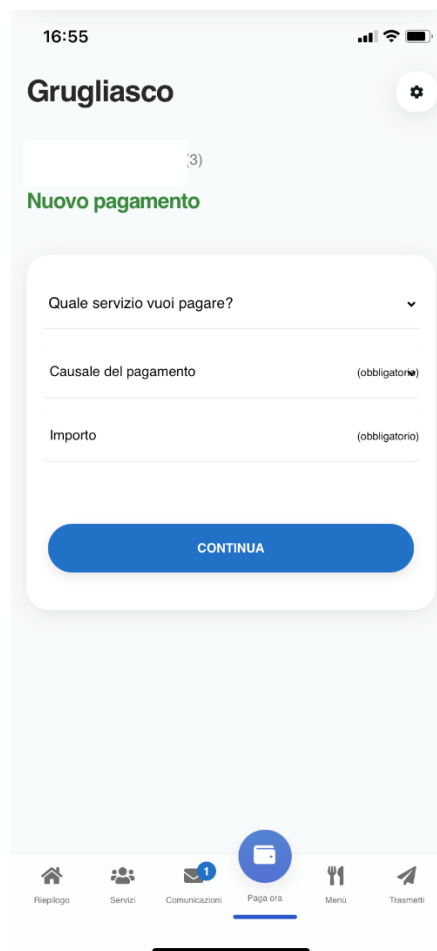 16:55
Grugliasco
(3)
Nuovo pagamento
Quale servizio vuoi pagare?
Causale del pagamento (obbligatorio)
Importo (obbligatorio)
CONTINUA
1
Riepilogo Servizi Comunicazioni Paga ora Menù Trasmetti